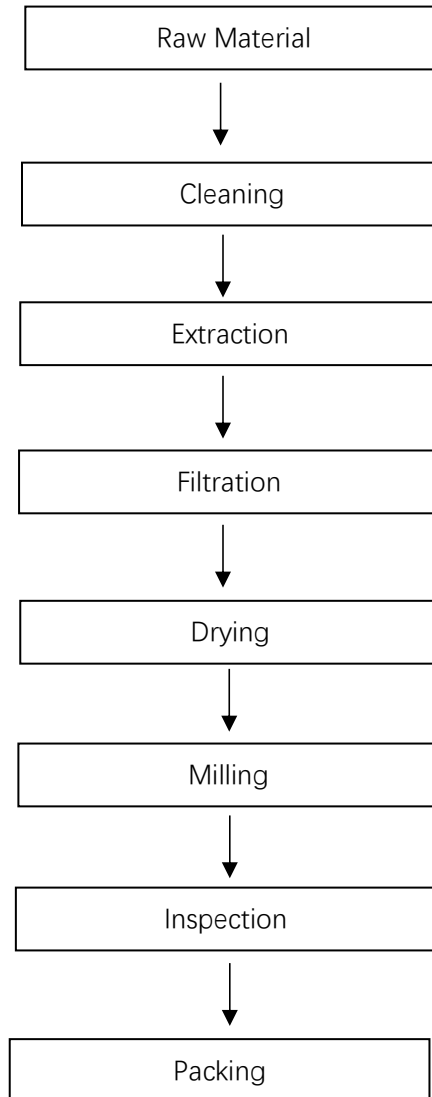 Raw Material
Cleaning
Extraction
Filtration
Drying
Milling
Inspection
Packing